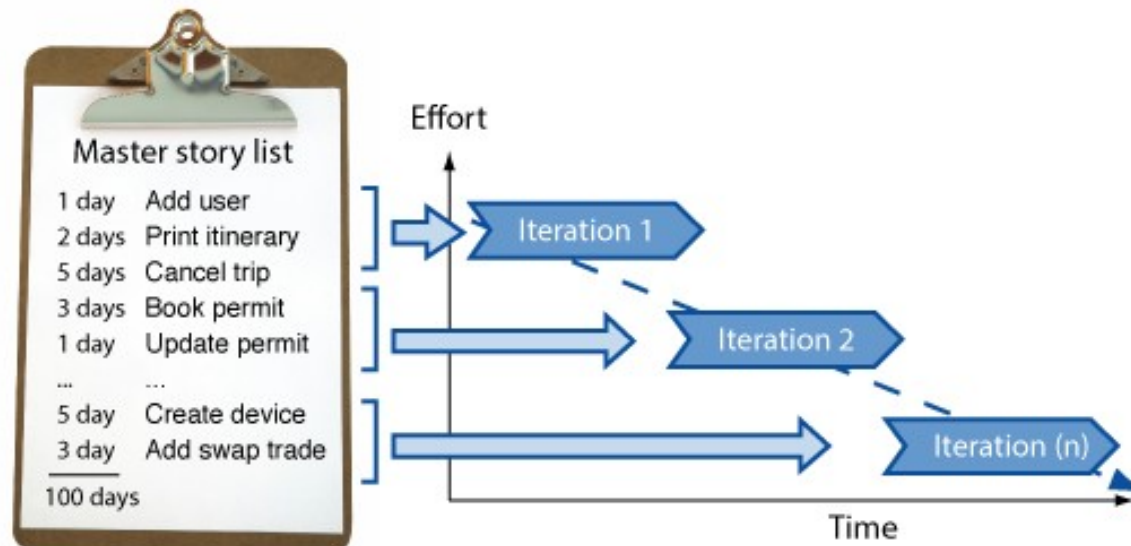 Master story list
1 day Add user
2 days Print itinerary
5 days Cancel trip
3 days Book permit
1 day Update permit
... ...
5 day Create device
3 day Add swap trade
100 days
Effort
Iteration 1
Iteration 2
Iteration (n)
Time